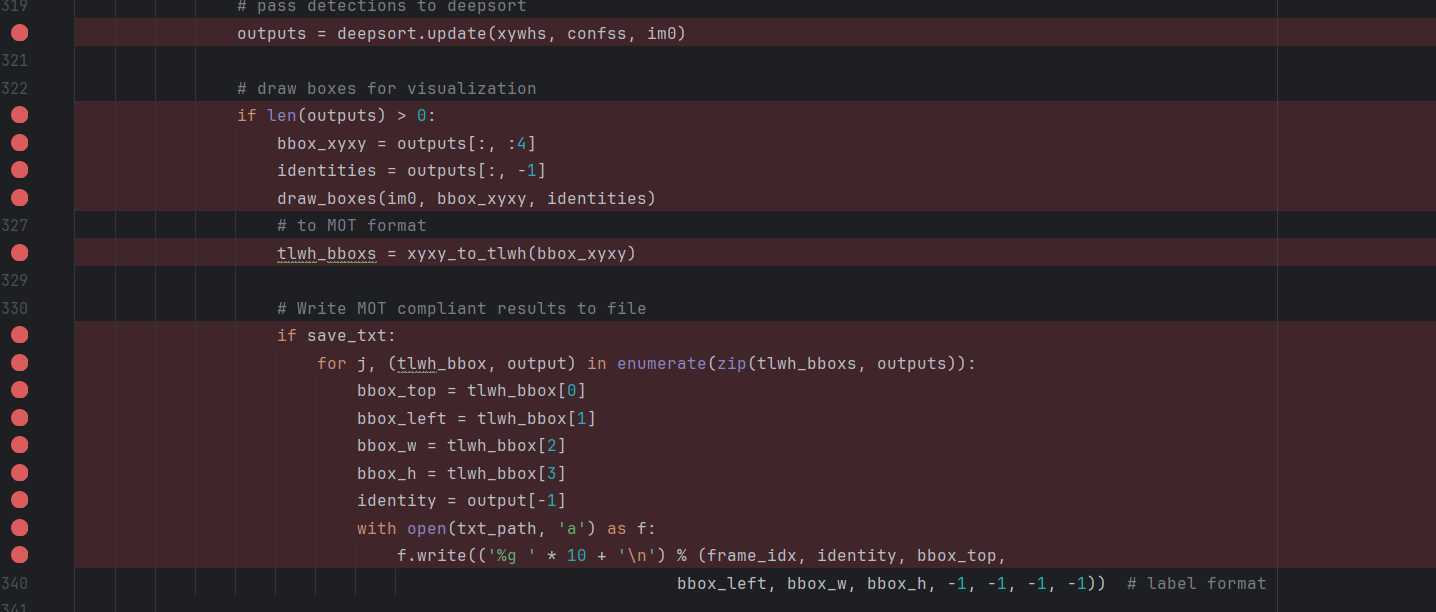 319 # pass detections to deepsort
outputs = deepsort.update(xywhs, confss, im0)
321
322 # draw boxes for visualization
if len(outputs) > 0:
bbox_xyxy = outputs[:, :4]
identities = outputs[:, -1]
draw_boxes(im0, bbox_xyxy, identities)
327 # to MOT format
tlwh_bboxs = xyxy_to_tlwh(bbox_xyxy)
329
330 # Write MOT compliant results to file
if save_txt:
for j, (tlwh_bbox, output) in enumerate(zip(tlwh_bboxs, outputs)):
bbox_top = tlwh_bbox[0]
bbox_left = tlwh_bbox[1]
bbox_w = tlwh_bbox[2]
bbox_h = tlwh_bbox[3]
identity = output[-1]
with open(txt_path, 'a') as f:
f.write(('%g ' * 10 + '\n') % (frame_idx, identity, bbox_top,
340 bbox_left, bbox_w, bbox_h, -1, -1, -1, -1)) # label format
341